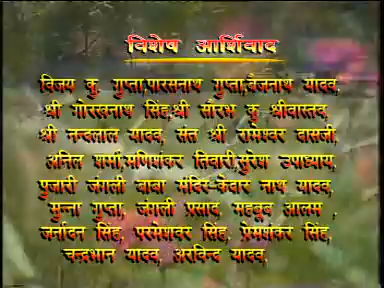 विशेष आर्शिवाद
विजय कु. गुप्ता,पारसनाथ गुप्ता,बैजनाथ यादव,
श्री गोरखनाथ सिंह,श्री सौरभ कु श्रीवास्तव,
श्री नन्दलाल यादव, संत श्री रामेश्वर दासजी,
अनिल शर्मा,मणिशंकर तिवारी,सुरेश उपाध्याय,
पुजारी जंगली बाबा मंदिर-केदार नाथ यादव,
मुन्ना गुप्ता, जंगली प्रसाद, महबूब आलम ,
जर्नादन सिंह, परमेशवर सिंह, प्रेमशंकर सिंह,
चन्द्रभान यादव, अरविन्द यादव,